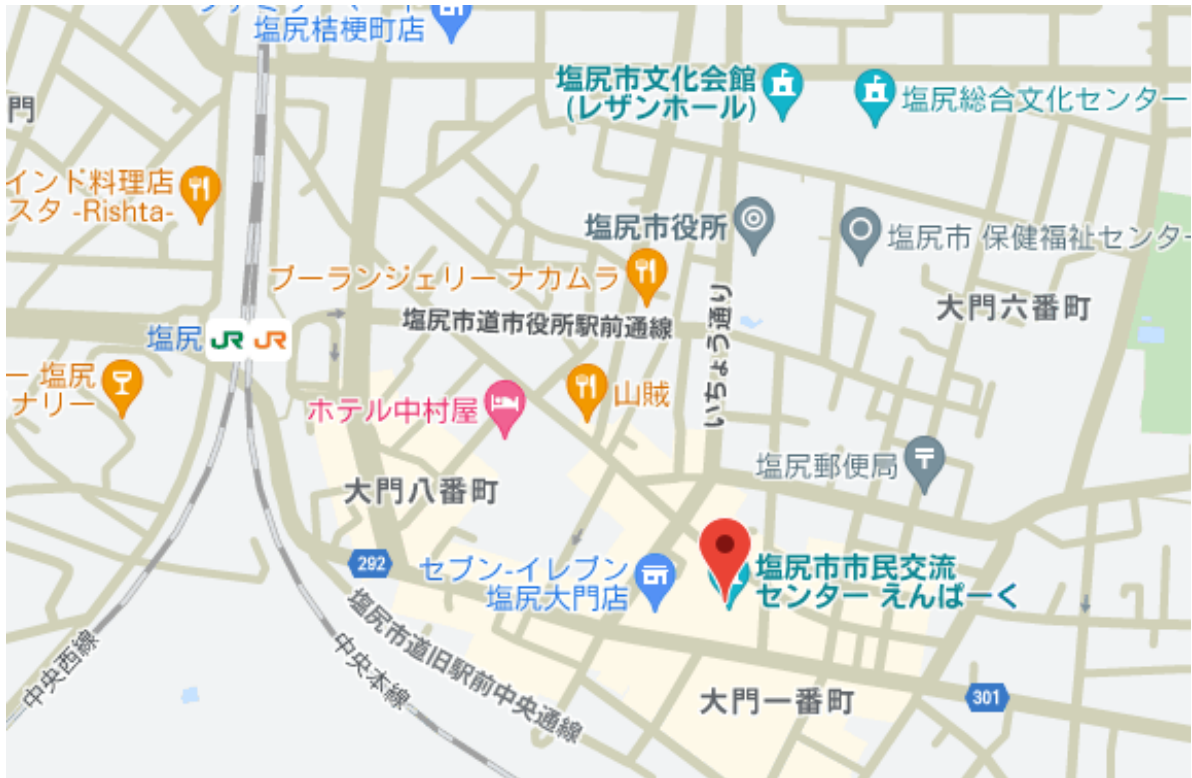 塩尻桔梗町店
塩尻市文化会館
(レザンホール)
塩尻総合文化センター
門
インド料理店
スタ -Rishta-
塩尻市役所
塩尻市 保健福祉センター
ブーランジェリー ナカムラ
大門六番町
塩尻市道市役所駅前通線
いちょう通り
塩尻 JR JR
ー 塩尻
ナリー
山賊
ホテル中村屋
塩尻郵便局
大門八番町
292
セブン-イレブン
塩尻大門店
塩尻市市民交流
センター えんぱーく
塩尻市道旧駅前中央通線
中央西線
中央本線
大門一番町
301